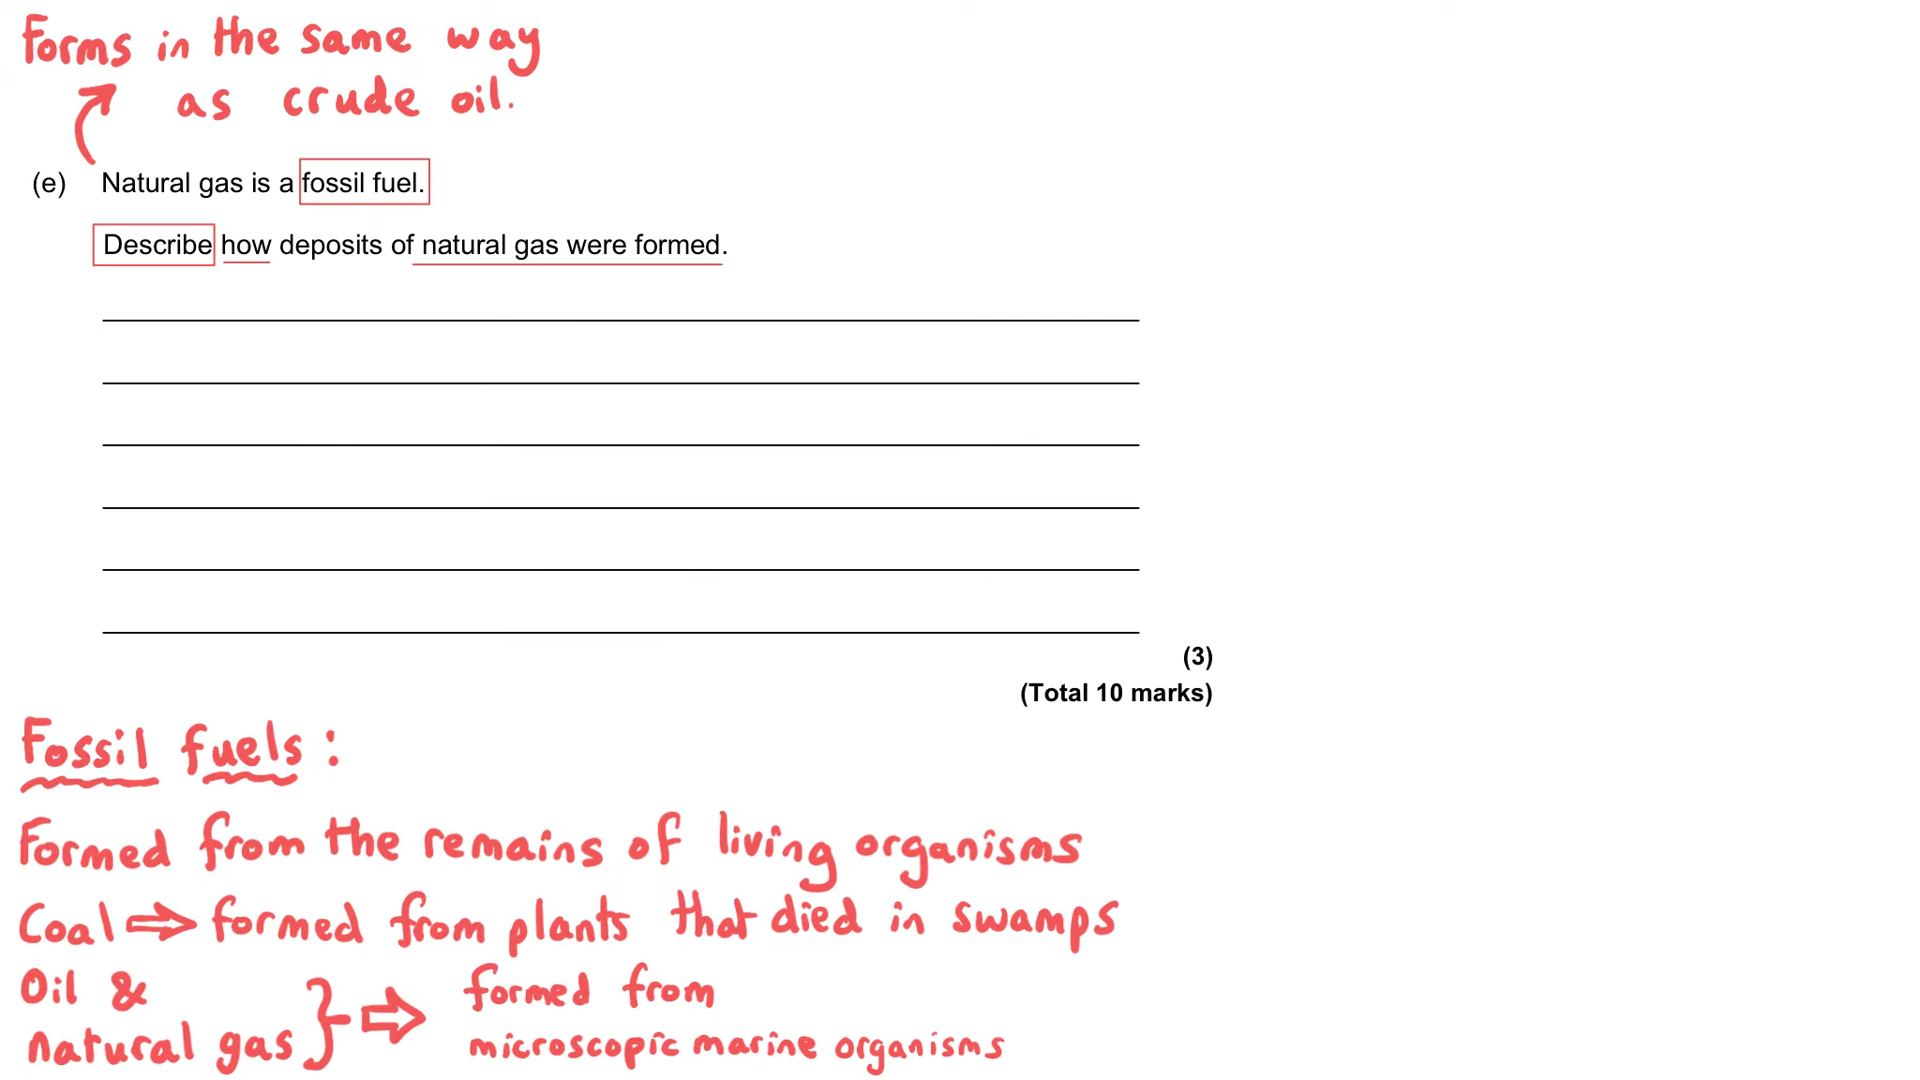 Forms in the same way
as crude oil.
(e) Natural gas is a fossil fuel.
Describe how deposits of natural gas were formed.
(3)
(Total 10 marks)
Fossil fuels :
Formed from the remains of living organisms
Coal ⇨ formed from plants that died in swamps
Oil &
natural gas } ⇨ formed from
microscopic marine organisms